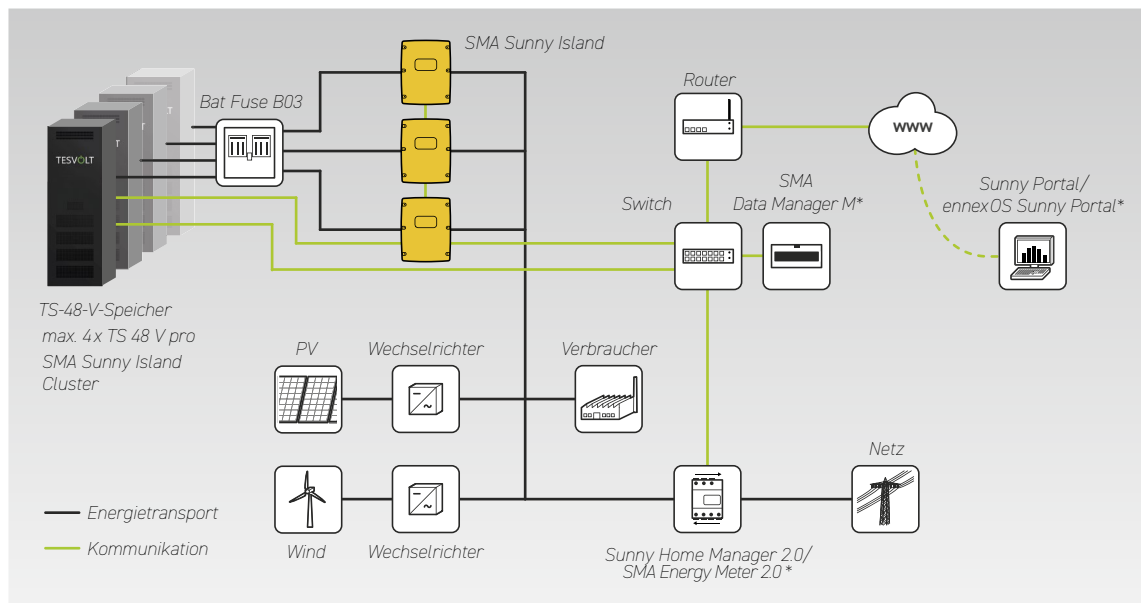 SMA Sunny Island
Bat Fuse B03
TESVOLT
Router
www
Switch
SMA
Data Manager M*
Sunny Portal/
ennexOS Sunny Portal*
TS-48-V-Speicher
max. 4x TS 48 V pro
SMA Sunny Island
Cluster
PV
Wechselrichter
Verbraucher
Netz
Energietransport
Kommunikation
Wind
Wechselrichter
Sunny Home Manager 2.0/
SMA Energy Meter 2.0*